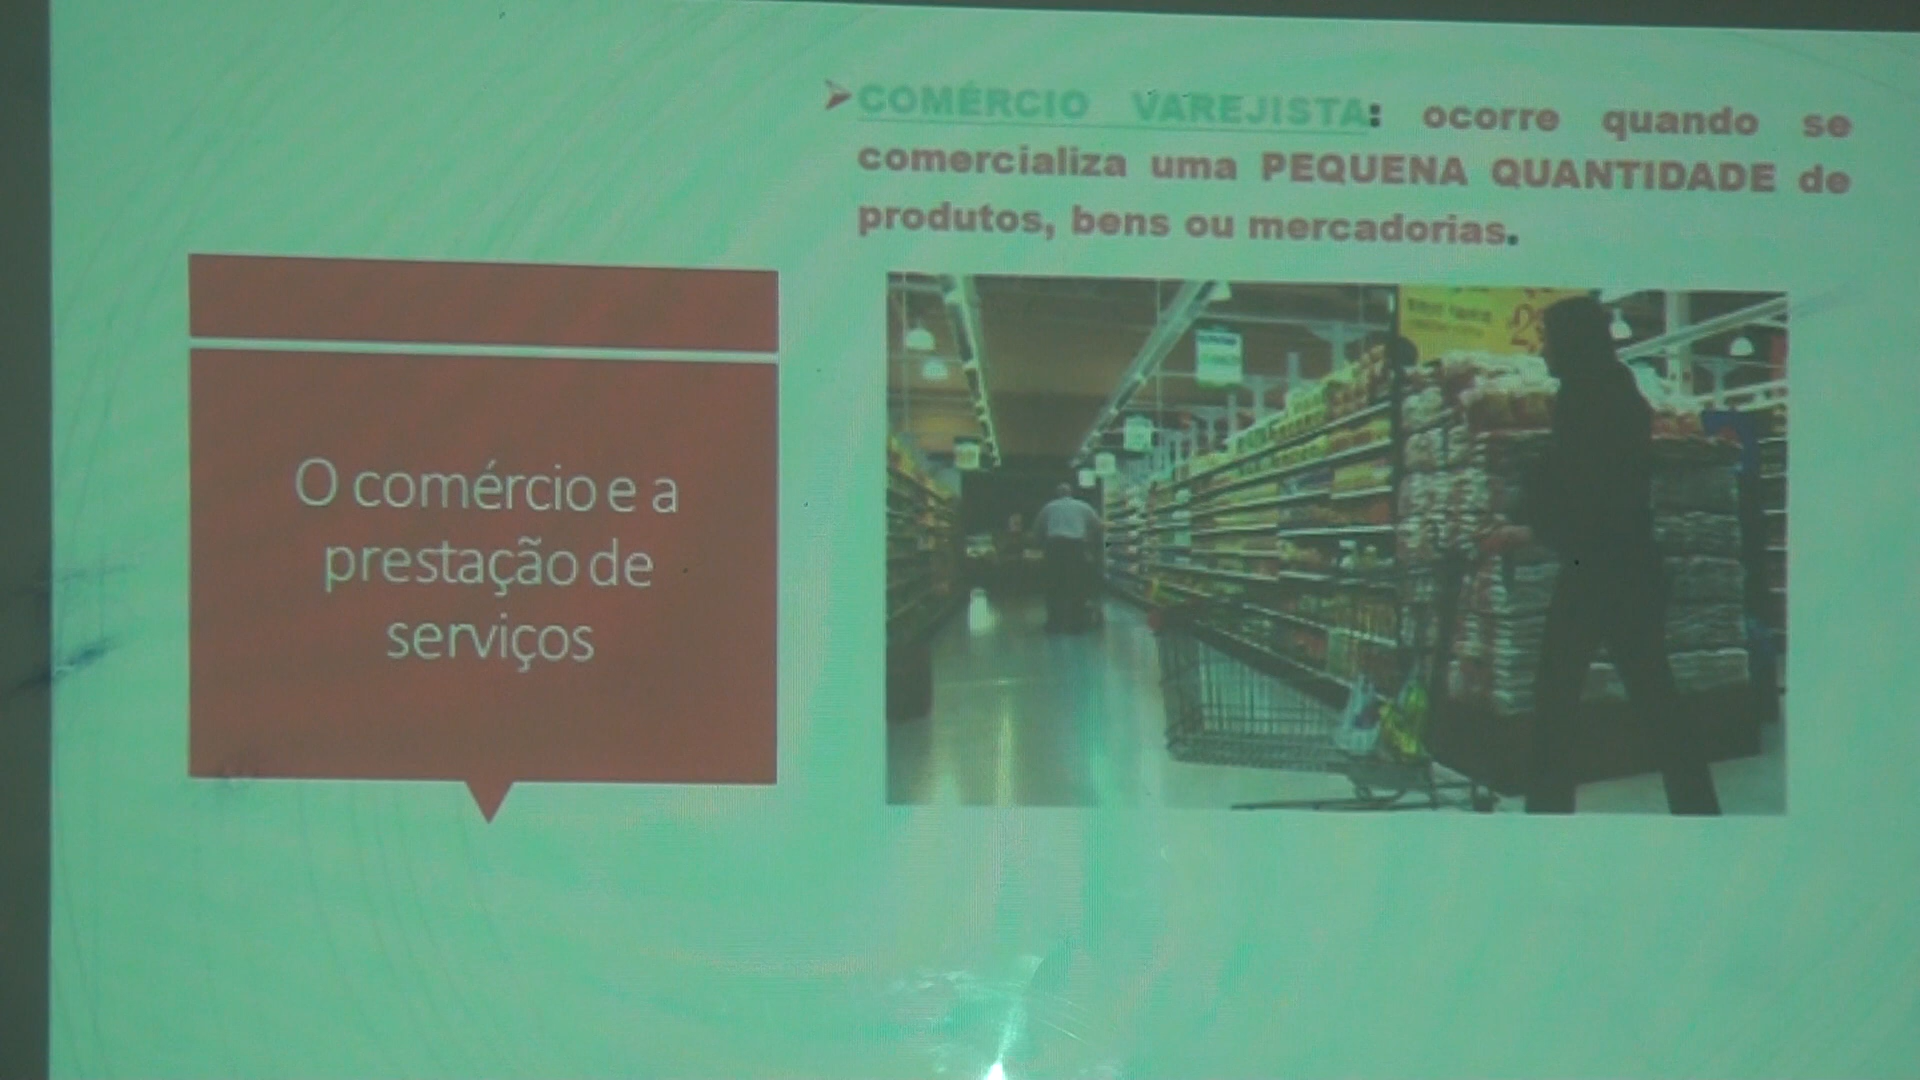 O comércio e a
prestação de
serviços
➤COMÉRCIO VAREJISTA: ocorre quando se
comercializa uma PEQUENA QUANTIDADE de
produtos, bens ou mercadorias.